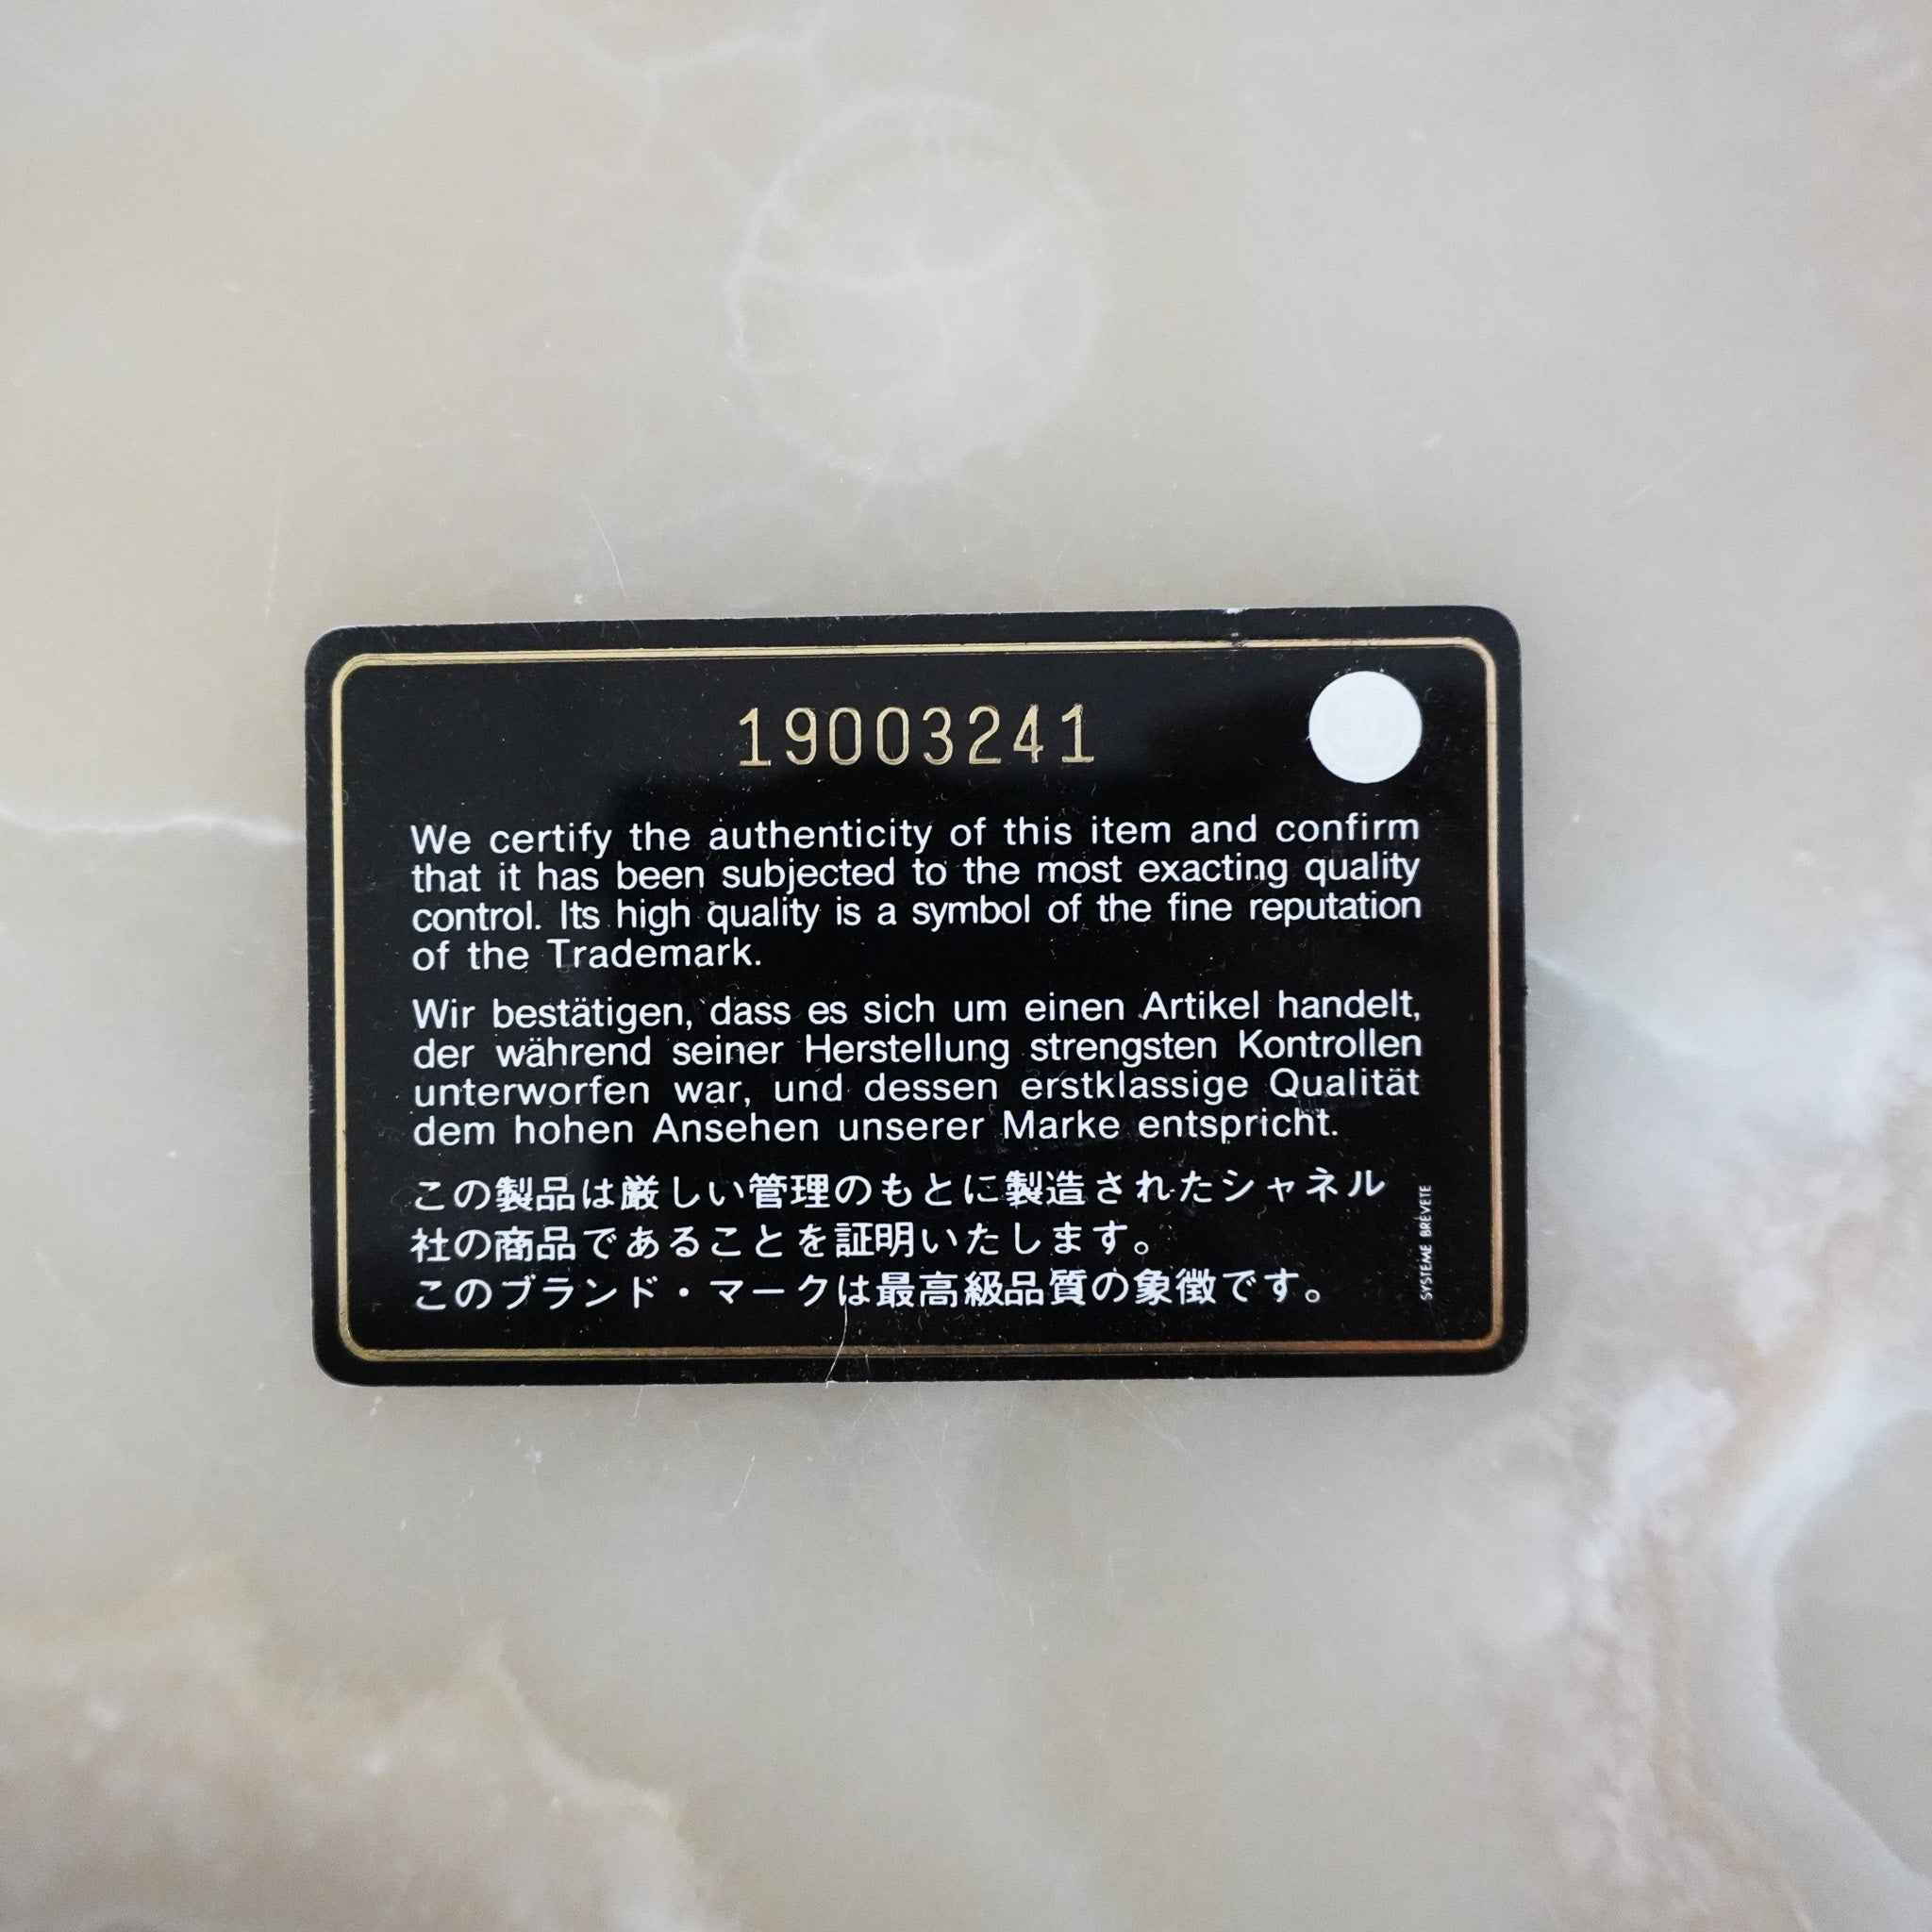 19003241
We certify the authenticity of this item and confirm
that it has been subjected to the most exacting quality
control. Its high quality is a symbol of the fine reputation
of the Trademark.
Wir bestätigen, dass es sich um einen Artikel handelt,
der während seiner Herstellung strengsten Kontrollen
unterworfen war, und dessen erstklassige Qualität
dem hohen Ansehen unserer Marke entspricht.
この製品は厳しい管理のもとに製造されたシャネル
社の商品であることを証明いたします。
このブランド・マークは最高級品質の象徴です。
SYSTEME BREVETE